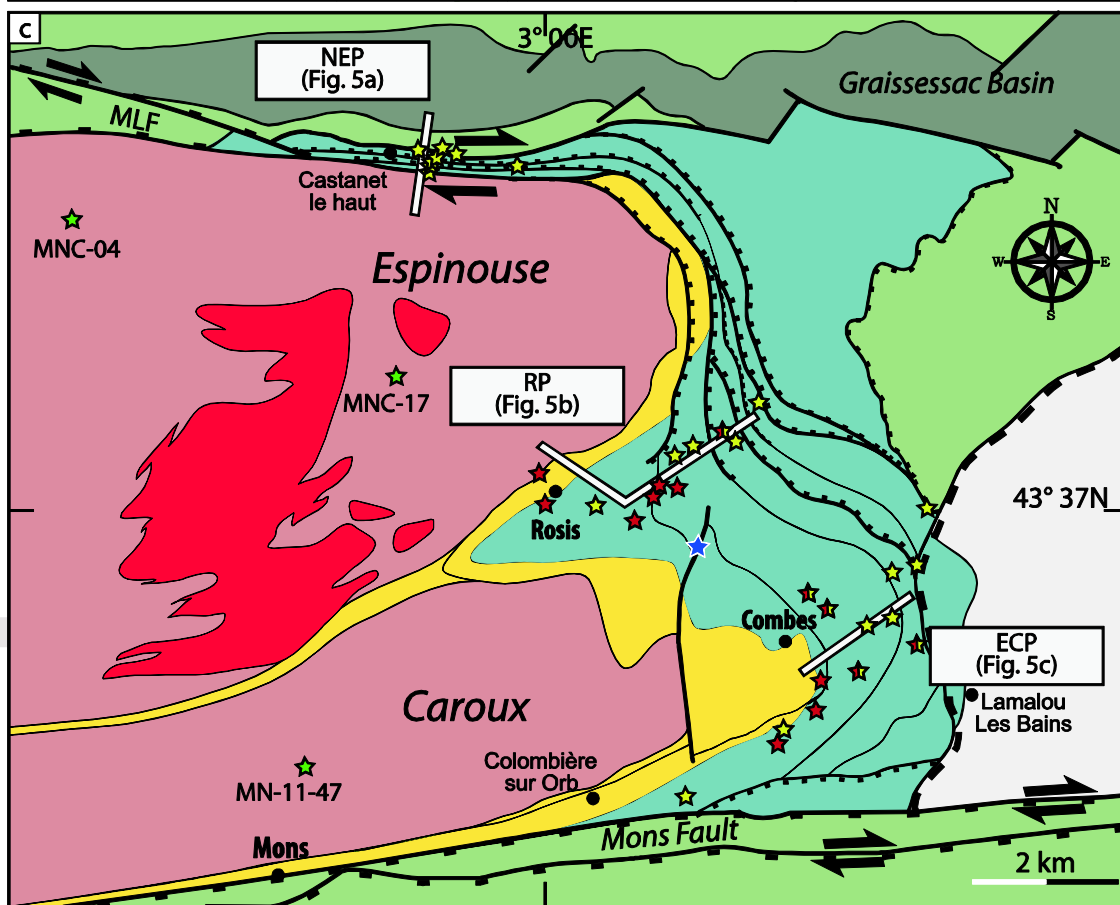 c
3° 00E
NEP
(Fig. 5a)
Graissessac Basin
MLF
Castanet
le haut
MNC-04
Espinouse
N
W
E
S
MNC-17
RP
(Fig. 5b)
43° 37N
Rosis
Combes
ECP
(Fig. 5c)
Caroux
Lamalou
Les Bains
Colombière
sur Orb
MN-11-47
Mons Fault
Mons
2 km